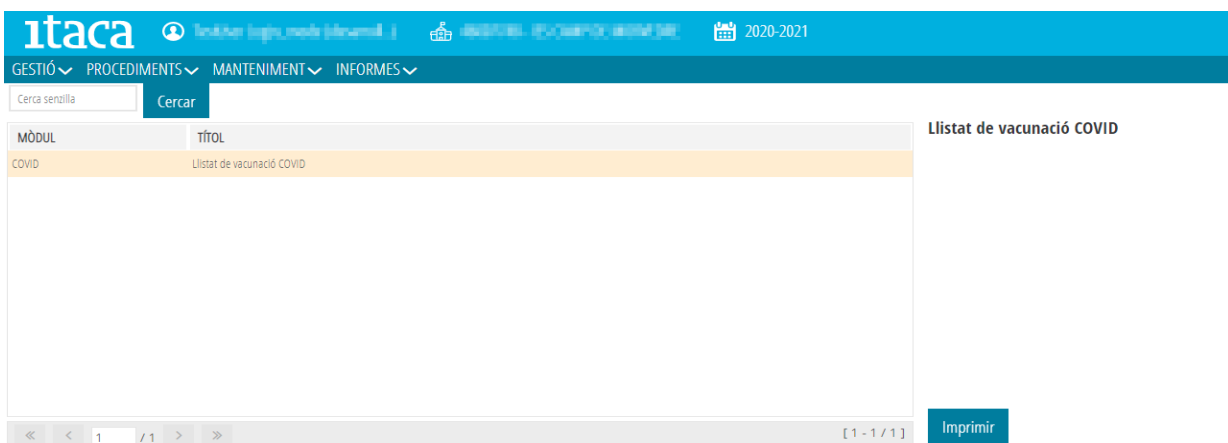 ıtaca 2020-2021
GESTIÓ PROCEDIMENTS MANTENIMENT INFORMES
Cerca senzilla Cercar
MÒDUL TÍTOL
COVID Llistat de vacunació COVID
Llistat de vacunació COVID
1 / 1 [ 1 - 1 / 1 ]
Imprimir